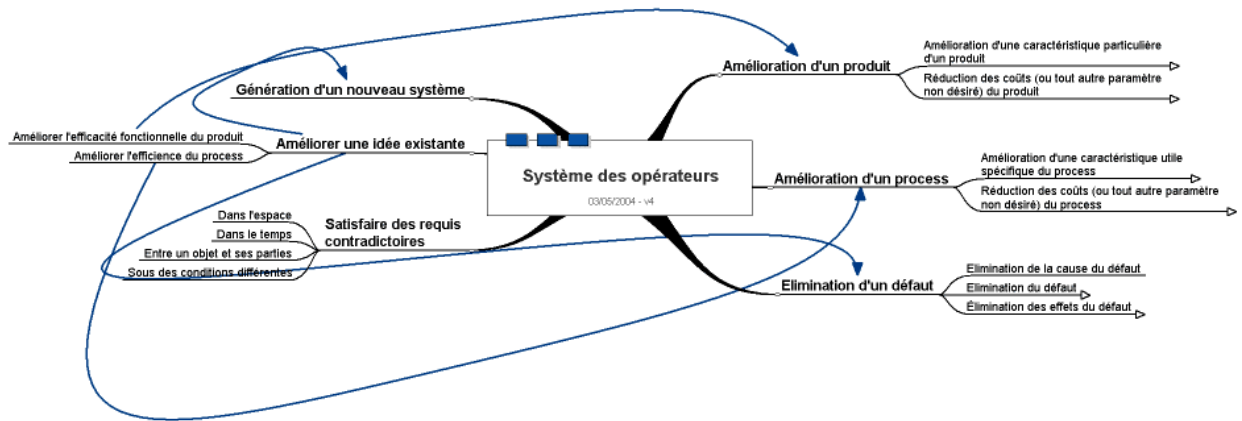 Système des opérateurs
03/05/2004 - v4
Amélioration d'un produit
Amélioration d'une caractéristique particulière
d'un produit
Réduction des coûts (ou tout autre paramètre
non désiré) du produit
Amélioration d'un process
Amélioration d'une caractéristique utile
spécifique du process
Réduction des coûts (ou tout autre paramètre
non désiré) du process
Elimination d'un défaut
Elimination de la cause du défaut
Elimination du défaut
Élimination des effets du défaut
Génération d'un nouveau système
Améliorer une idée existante
Améliorer l'efficacité fonctionnelle du produit
Améliorer l'efficience du process
Satisfaire des requis
contradictoires
Dans l'espace
Dans le temps
Entre un objet et ses parties
Sous des conditions différentes